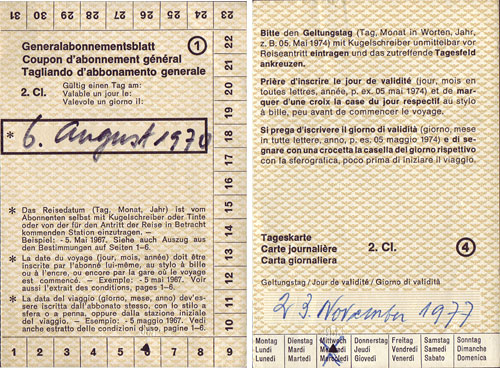 31 30 29 28 27 26 25 24 23
Generalabonnementsblatt
Coupon d'abonnement général
Tagliando d'abbonamento generale
1
2. Cl.
Gültig einen Tag am:
Valable un jour le:
Valevole un giorno il:
* 6. August 1970
* Das Reisedatum (Tag, Monat, Jahr) ist vom
Abonnenten selbst mit Kugelschreiber oder Tinte
oder von der für den Antritt der Reise in Betracht
kommenden Station einzutragen. —
Beispiel: - 5. Mai 1967. Siehe auch Auszug aus
den Bestimmungen auf Seiten 1–6.
* La date du voyage (jour, mois, année) doit être
inscrite par l'abonné lui-même, au stylo à bille
ou à l'encre, ou encore par la gare où le voyage
est commencé. — Exemple: - 5 mai 1967. Voir
aussi l'extrait des conditions, pages 1–6.
* La data del viaggio (giorno, mese, anno) dev'es-
sere iscritta dall'abbonato stesso, con lo stilo a
sfera o a penna, oppure dalla stazione iniziale
del viaggio. — Esempio: - 5 maggio 1967. Vedi
anche estratto delle condizioni d'uso, pagine 1–6.
22
21
20
19
18
17
16
15
14
13
12
11
10
1 2 3 4 5 6 7 8 9
Bitte den Geltungstag (Tag, Monat in Worten, Jahr,
z. B. 05. Mai 1974) mit Kugelschreiber unmittelbar vor
Reiseantritt eintragen und das zutreffende Tagesfeld
ankreuzen.
Prière d'inscrire le jour de validité (jour, mois en
toutes lettres, année, p. ex. 05 mai 1974) et de mar-
quer d'une croix la case du jour respectif au stylo
à bille, peu avant de commencer le voyage.
Si prega d'iscrivere il giorno di validità (giorno, mese
in tutte lettere, anno, p. es. 05 maggio 1974) e di se-
gnare con una crocetta la casella del giorno rispettivo
con la sferografica, poco prima di iniziare il viaggio.
Tageskarte
Carte journalière
Carta giornaliera
2. Cl.
4
Geltungstag / Jour de validité / Giorno di validità
23. November 1977
Montag Dienstag Mittwoch Donnerstag Freitag Samstag Sonntag
Lundi Mardi Mercredi Jeudi Vendredi Samedi Dimanche
Lunedì Martedì Mercoledì Giovedì Venerdì Sabato Domenica